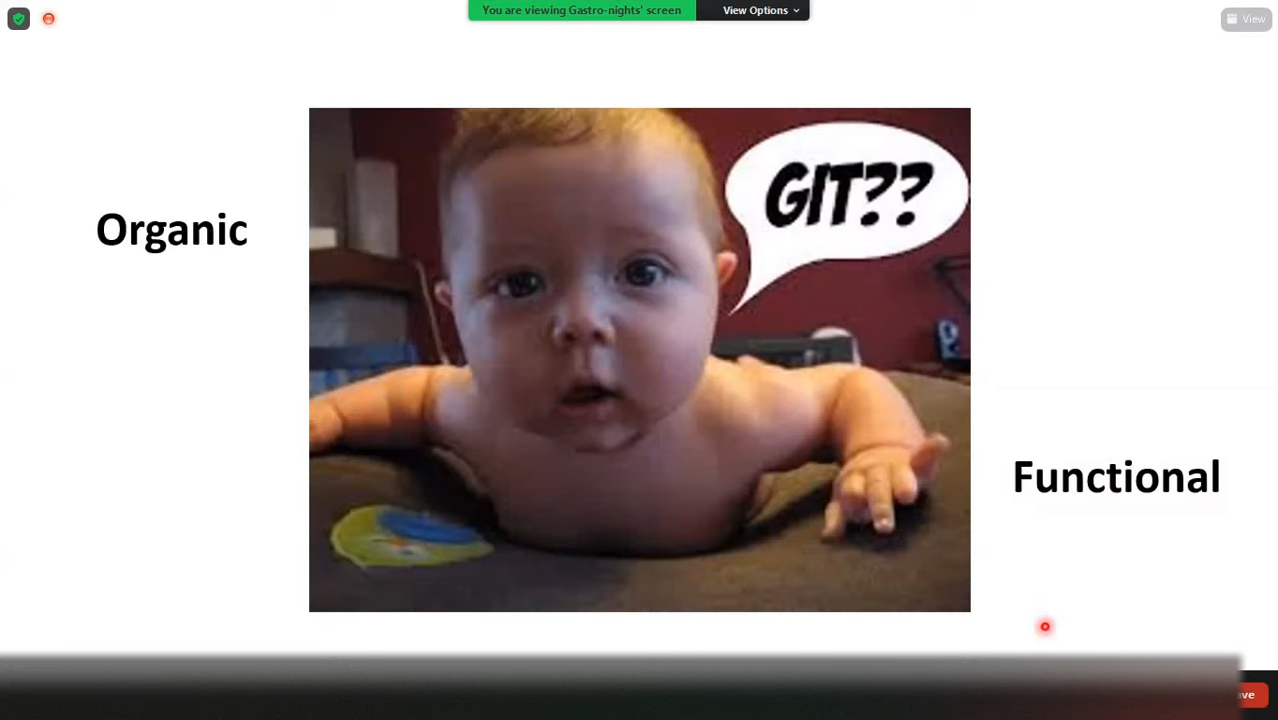 You are viewing Gastro-nights' screen
View Options
View
GIT??
Organic
Functional